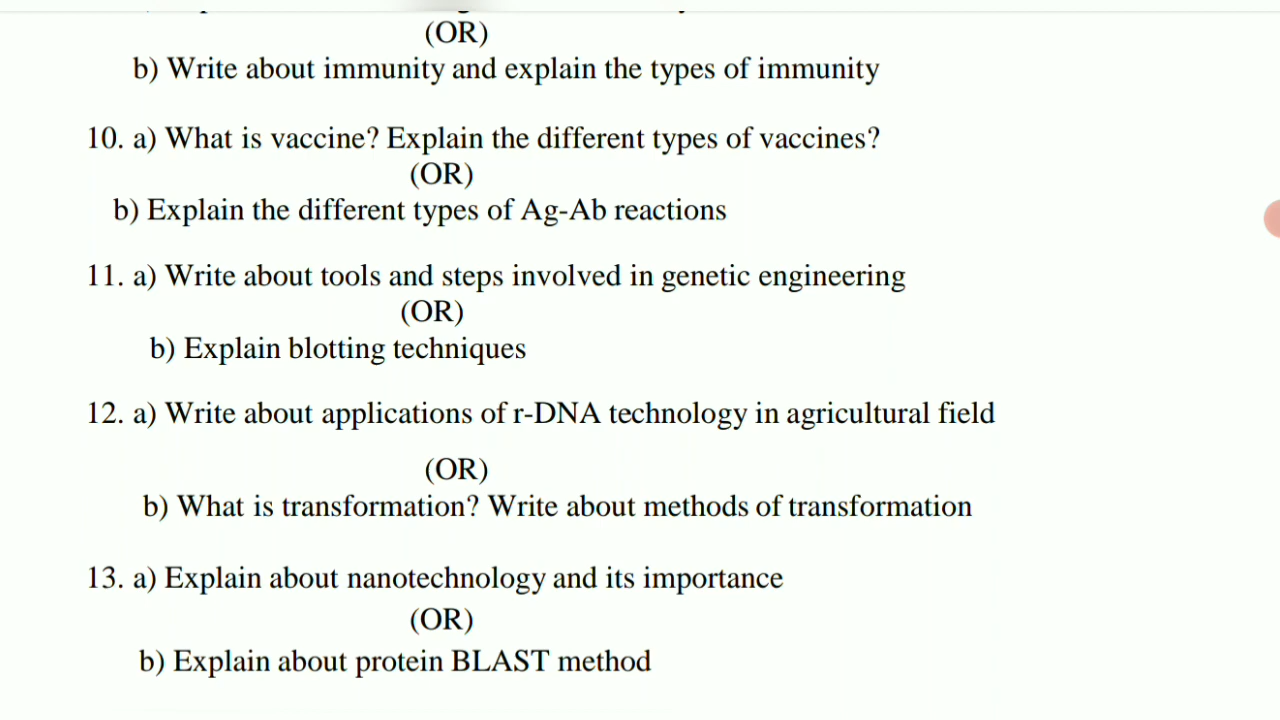 (OR)
b) Write about immunity and explain the types of immunity
10. a) What is vaccine? Explain the different types of vaccines?
(OR)
b) Explain the different types of Ag-Ab reactions
11. a) Write about tools and steps involved in genetic engineering
(OR)
b) Explain blotting techniques
12. a) Write about applications of r-DNA technology in agricultural field
(OR)
b) What is transformation? Write about methods of transformation
13. a) Explain about nanotechnology and its importance
(OR)
b) Explain about protein BLAST method